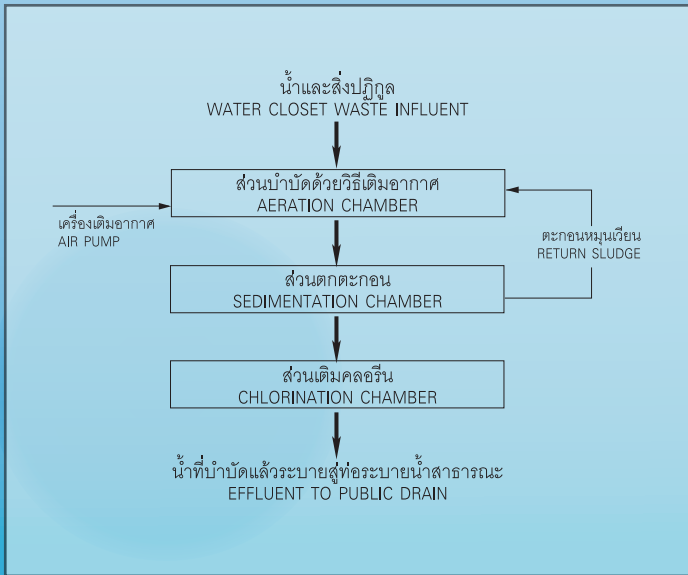 น้ำและสิ่งปฏิกูล
WATER CLOSET WASTE INFLUENT
ส่วนบำบัดด้วยวิธีเติมอากาศ
AERATION CHAMBER
เครื่องเติมอากาศ
AIR PUMP
ตะกอนหมุนเวียน
RETURN SLUDGE
ส่วนตกตะกอน
SEDIMENTATION CHAMBER
ส่วนเติมคลอรีน
CHLORINATION CHAMBER
น้ำที่บำบัดแล้วระบายสู่ท่อระบายน้ำสาธารณะ
EFFLUENT TO PUBLIC DRAIN